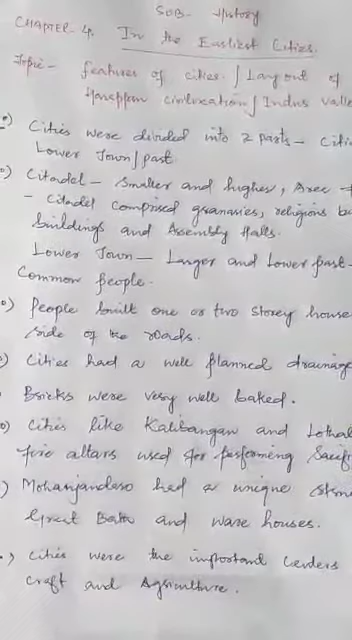 SUB- History
CHAPTER- 4. In the Earliest Cities.
Topic- features of cities / Layout of
Harappan civilization / Indus Valle
o) Cities were divided into 2 parts - Cit
Lower Town/part
o) Citadel - Smaller and higher, Area
- Citadel comprised granaries, religious bu
buildings and Assembly Halls.
Lower Town - Larger and Lower part -
Common people.
o) People built one or two storey house
side of the roads.
) Cities had a well planned drainage
Bricks were very well baked.
o) Cities like Kalibangan and Lothal
fire altars used for performing Sacrif
) Mohanjandaro had a unique
Great Bath and ware houses.
.) Cities were the important Centers
Craft and Agriculture.